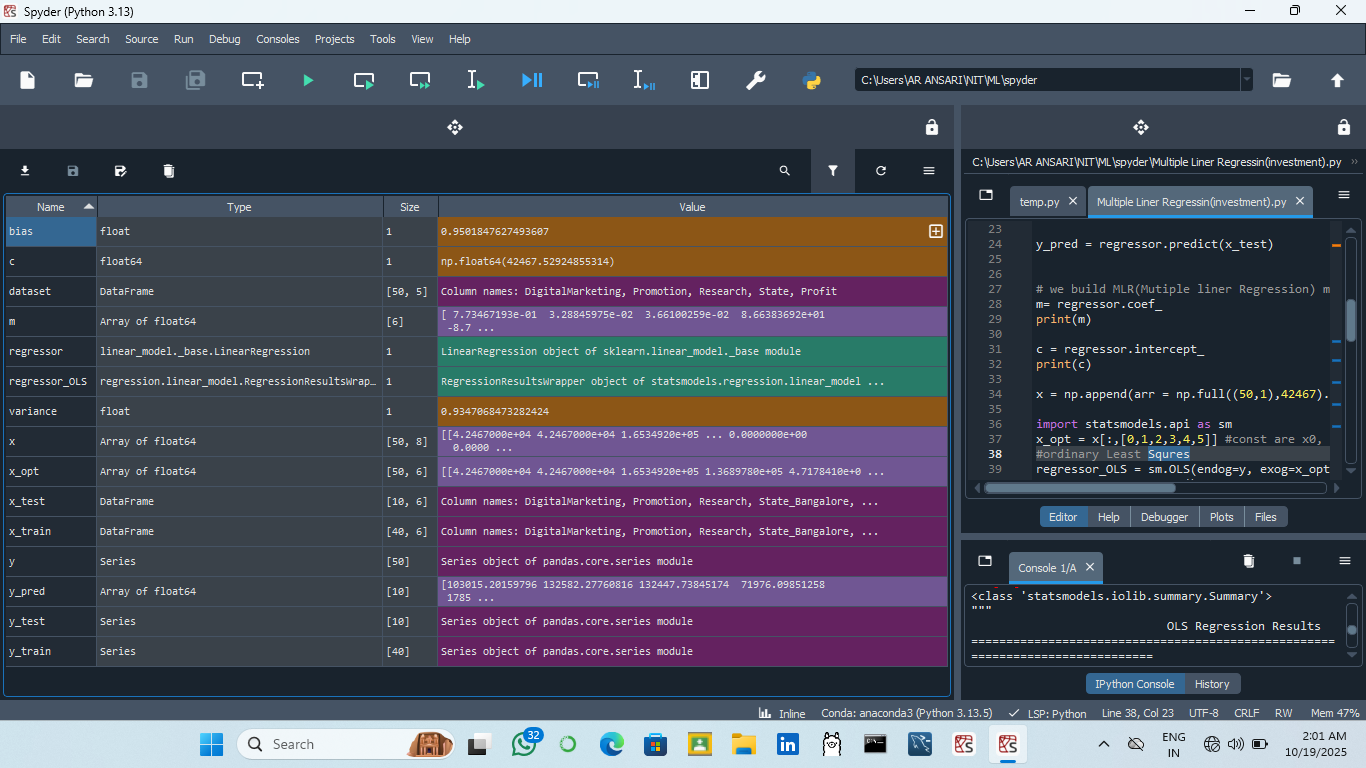 Spyder (Python 3.13)
File Edit Search Source Run Debug Consoles Projects Tools View Help
C:\Users\AR ANSARI\NIT\ML\spyder
Name Type Size Value
bias float 1 0.9501847627493607
c float64 1 np.float64(42467.52924855314)
dataset DataFrame [50, 5] Column names: DigitalMarketing, Promotion, Research, State, Profit
m Array of float64 [6] [ 7.73467193e-01 3.28845975e-02 3.66100259e-02 8.66383692e+01
-8.7 ...
regressor linear_model._base.LinearRegression 1 LinearRegression object of sklearn.linear_model._base module
regressor_OLS regression.linear_model.RegressionResultsWrap… 1 RegressionResultsWrapper object of statsmodels.regression.linear_model ...
variance float 1 0.9347068473282424
x Array of float64 [50, 8] [[4.2467000e+04 4.2467000e+04 1.6534920e+05 ... 0.0000000e+00
0.0000 ...
x_opt Array of float64 [50, 6] [[4.2467000e+04 4.2467000e+04 1.6534920e+05 1.3689780e+05 4.7178410e+0 ...
x_test DataFrame [10, 6] Column names: DigitalMarketing, Promotion, Research, State_Bangalore, ...
x_train DataFrame [40, 6] Column names: DigitalMarketing, Promotion, Research, State_Bangalore, ...
y Series [50] Series object of pandas.core.series module
y_pred Array of float64 [10] [103015.20159796 132582.27760816 132447.73845174 71976.09851258
1785 ...
y_test Series [10] Series object of pandas.core.series module
y_train Series [40] Series object of pandas.core.series module
C:\Users\AR ANSARI\NIT\ML\spyder\Multiple Liner Regressin(investment).py
temp.py Multiple Liner Regressin(investment).py
23
24 y_pred = regressor.predict(x_test)
25
26
27 # we build MLR(Mutiple liner Regression) m
28 m= regressor.coef_
29 print(m)
30
31 c = regressor.intercept_
32 print(c)
33
34 x = np.append(arr = np.full((50,1),42467).
35
36 import statsmodels.api as sm
37 x_opt = x[:,[0,1,2,3,4,5]] #const are x0,
38 #ordinary Least Squres
39 regressor_OLS = sm.OLS(endog=y, exog=x_opt
Editor Help Debugger Plots Files
Console 1/A
<class 'statsmodels.iolib.summary.Summary'>
"""
OLS Regression Results
====================================================
==========================
IPython Console History
Inline Conda: anaconda3 (Python 3.13.5) LSP: Python Line 38, Col 23 UTF-8 CRLF RW Mem 47%
Search
32
ENG
IN
2:01 AM
10/19/2025